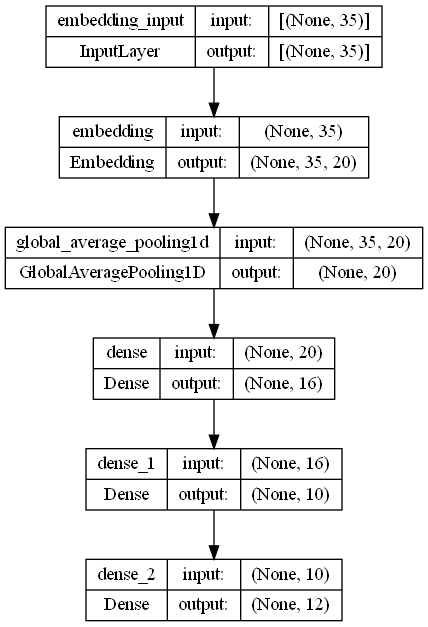 embedding_input input: [(None, 35)]
InputLayer output: [(None, 35)]
embedding input: (None, 35)
Embedding output: (None, 35, 20)
global_average_pooling1d input: (None, 35, 20)
GlobalAveragePooling1D output: (None, 20)
dense input: (None, 20)
Dense output: (None, 16)
dense_1 input: (None, 16)
Dense output: (None, 10)
dense_2 input: (None, 10)
Dense output: (None, 12)